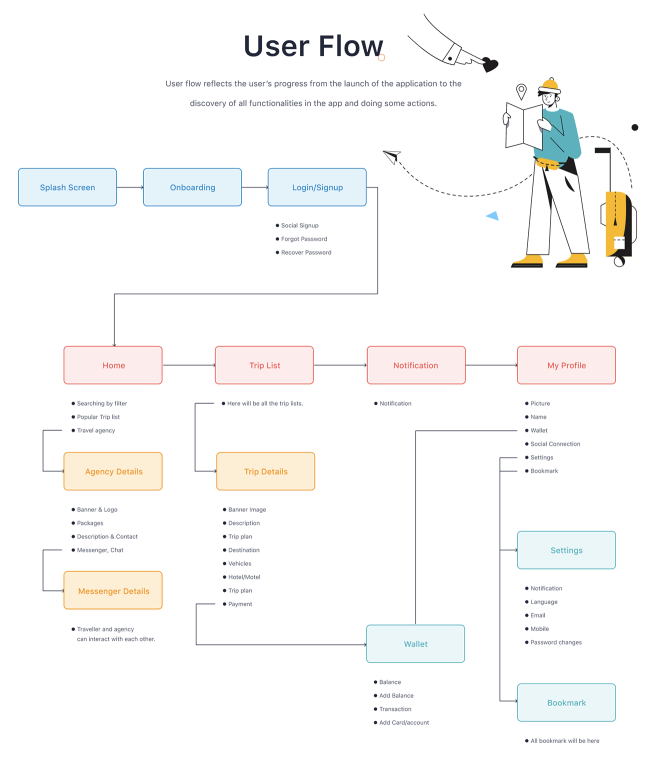 User Flow
User flow reflects the user's progress from the launch of the application to the
discovery of all functionalities in the app and doing some actions.
Splash Screen
Onboarding
Login/Signup
● Social Signup
● Forgot Password
● Recover Password
Home
Trip List
Notification
My Profile
● Searching by filter
● Popular Trip list
● Travel agency
● Here will be all the trip lists.
● Notification
● Picture
● Name
● Wallet
● Social Connection
● Settings
● Bookmark
Agency Details
Trip Details
● Banner & Logo
● Packages
● Description & Contact
● Messenger, Chat
● Banner Image
● Description
● Trip plan
● Destination
● Vehicles
● Hotel/Motel
● Trip plan
● Payment
Settings
● Notification
● Language
● Email
● Mobile
● Password changes
Messenger Details
● Traveller and agency
can interact with each other.
Wallet
● Balance
● Add Balance
● Transaction
● Add Card/account
Bookmark
● All bookmark will be here